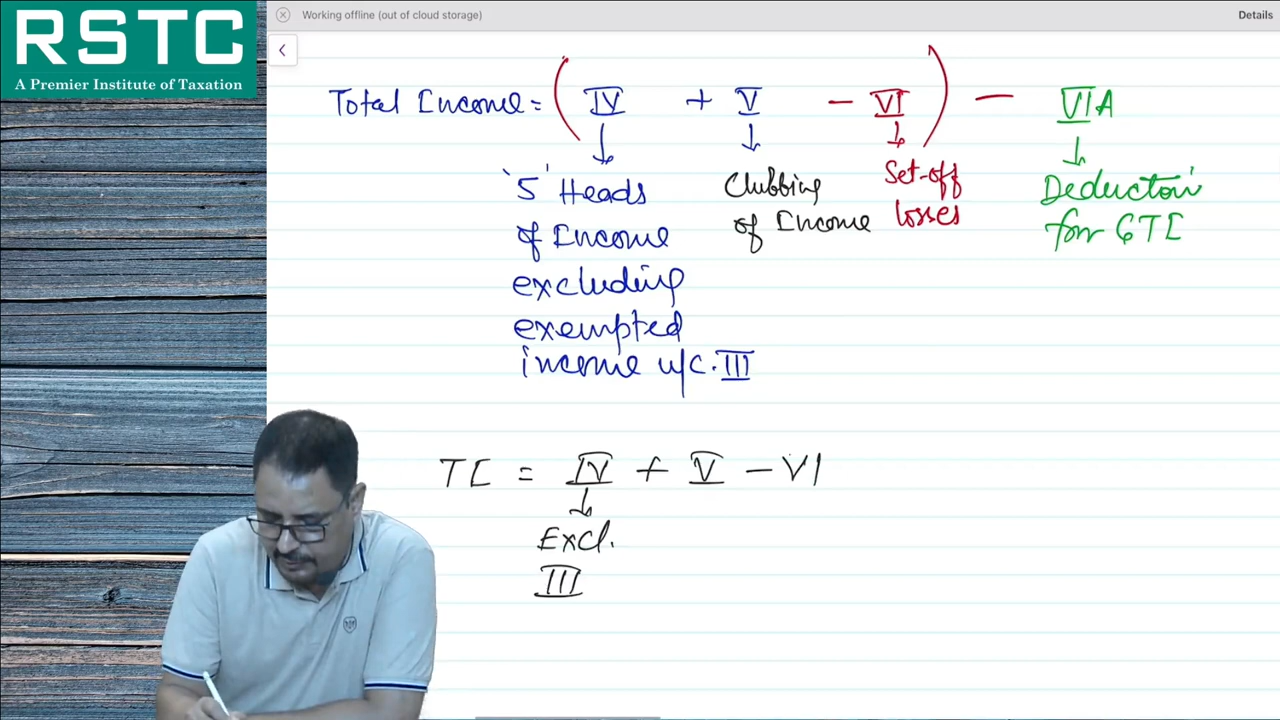 RSTC
A Premier Institute of Taxation
Working offline (out of cloud storage)
Details
Total Income = ( IV + V - VI ) - VIA
'5' Heads
of Income
excluding
exempted
income u/c. III
Clubbing
of Income
Set-off
losses
Deduction
for GTI
TI = IV + V - VI
Excl.
III